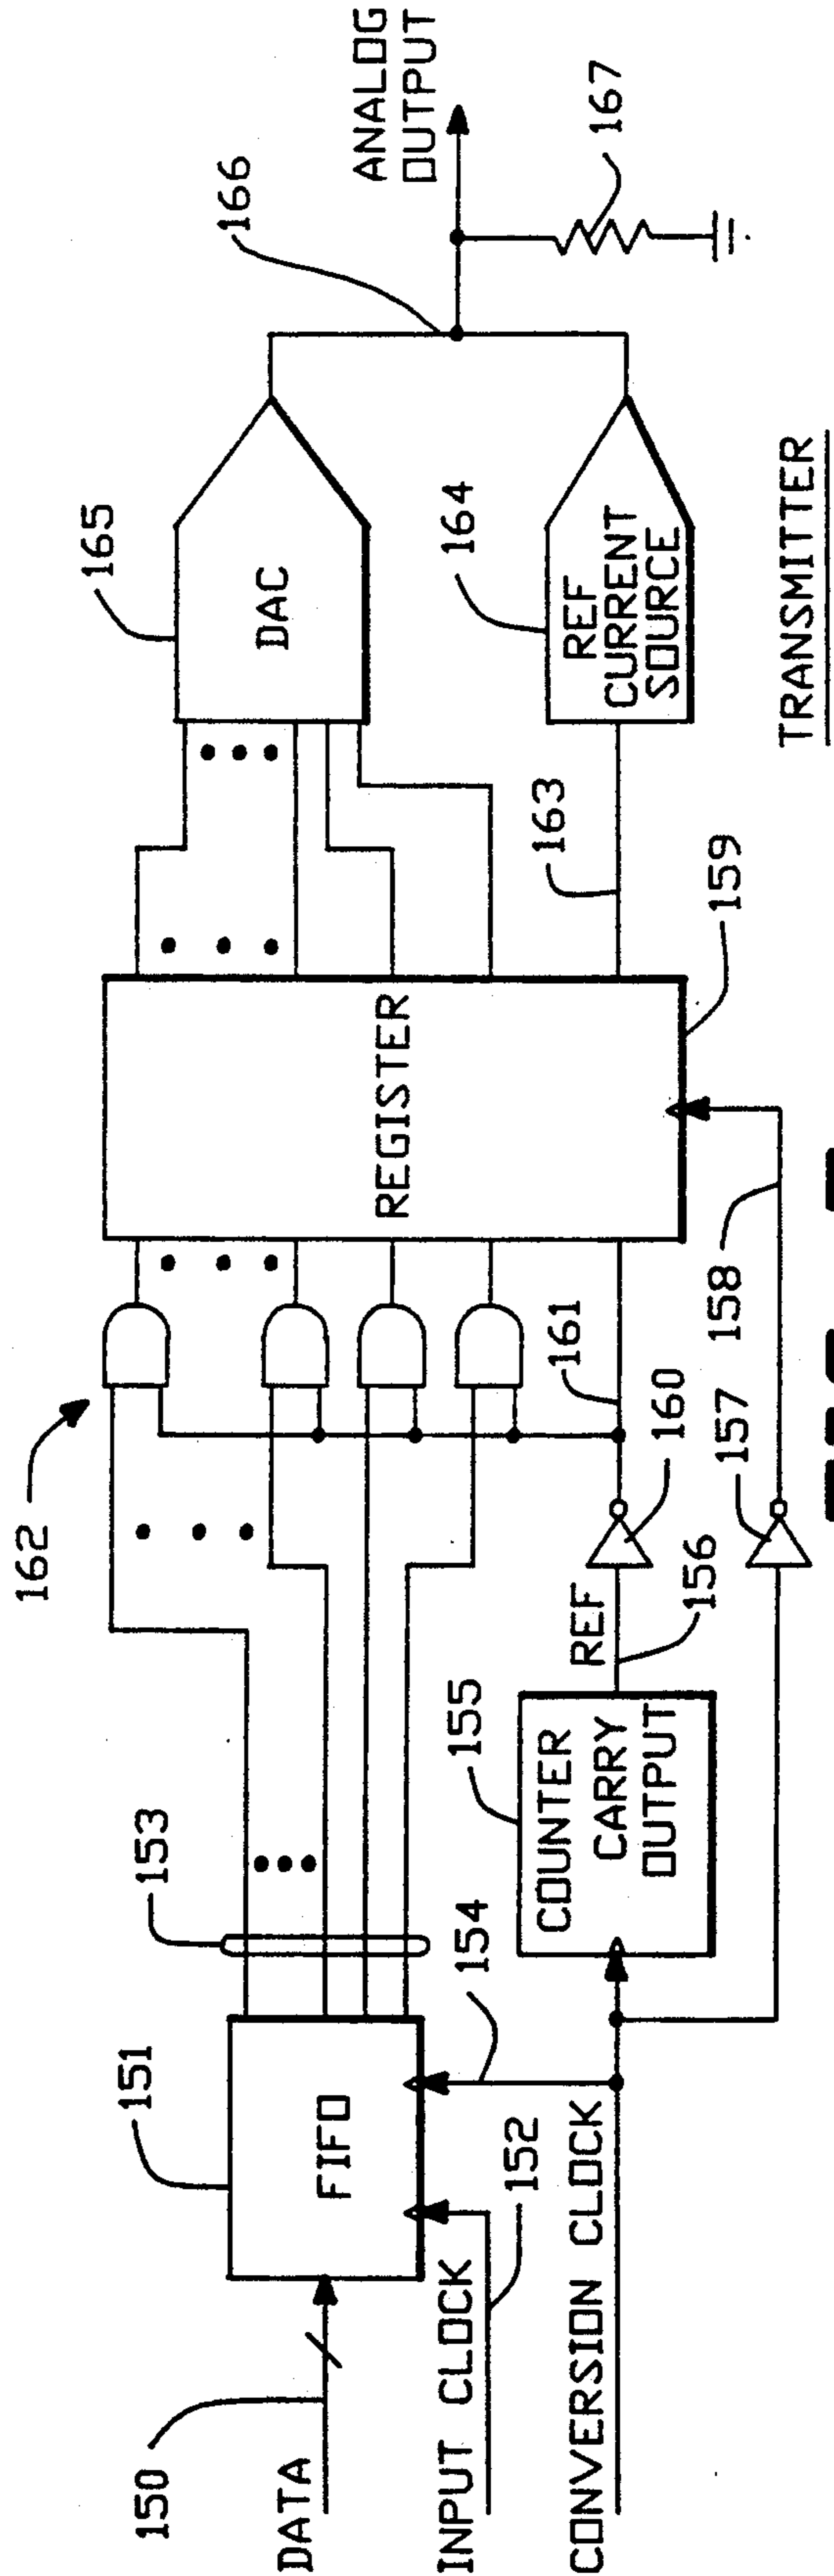 162
150
DATA
151
FIFO
153
INPUT CLOCK
152
154
CONVERSION CLOCK
155
COUNTER
CARRY
OUTPUT
REF
156
160
161
157
158
REGISTER
159
163
165
DAC
164
REF
CURRENT
SOURCE
166
ANALOG
OUTPUT
167
TRANSMITTER